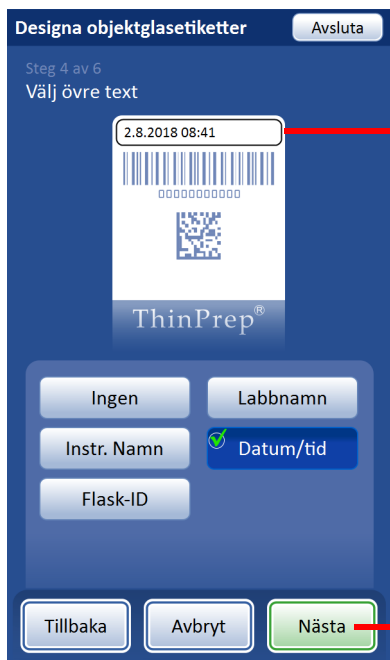 Designa objektglasetiketter
Avsluta
Steg 4 av 6
Välj övre text
2.8.2018 08:41
00000000000
ThinPrep®
Ingen
Labbnamn
Instr. Namn
Datum/tid
Flask-ID
Tillbaka
Avbryt
Nästa